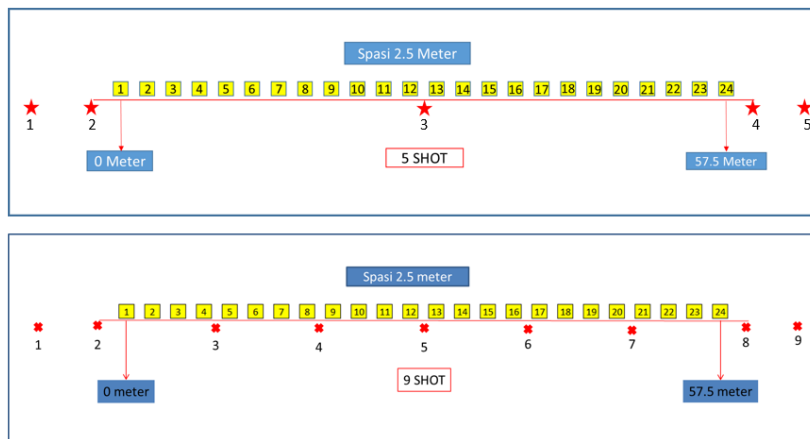 Spasi 2.5 Meter
1 2 3 4 5 6 7 8 9 10 11 12 13 14 15 16 17 18 19 20 21 22 23 24
1 2 3 4 5
0 Meter 5 SHOT 57.5 Meter
Spasi 2.5 meter
1 2 3 4 5 6 7 8 9 10 11 12 13 14 15 16 17 18 19 20 21 22 23 24
1 2 3 4 5 6 7 8 9
0 meter 9 SHOT 57.5 meter